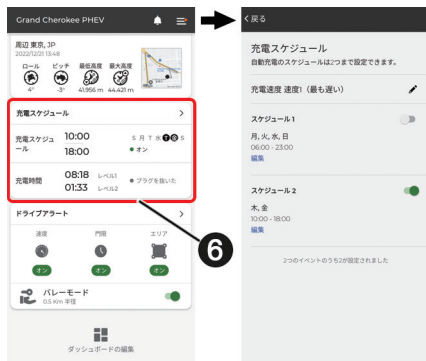 Grand Cherokee PHEV
周辺 東京, JP
2022/12/21 13:48
ロール ピッチ 最低高度 最大高度
4° -3° 41.956 m 44.421 m
充電スケジュール
充電スケジュール 10:00 18:00
S 月 T 水 木 金 S
オン
充電時間 08:18 レベル1
01:33 レベル2
プラグを抜いた
ドライブアラート
速度 門限 エリア
オン オン オン
バレーモード
0.5 Km 半径
ダッシュボードの編集
6
戻る
充電スケジュール
自動充電のスケジュールは2つまで設定できます。
充電速度 速度1（最も遅い）
スケジュール 1
月, 火, 水, 日
06:00 - 23:00
編集
スケジュール 2
木, 金
10:00 - 18:00
編集
2つのイベントのうち2が設定されました